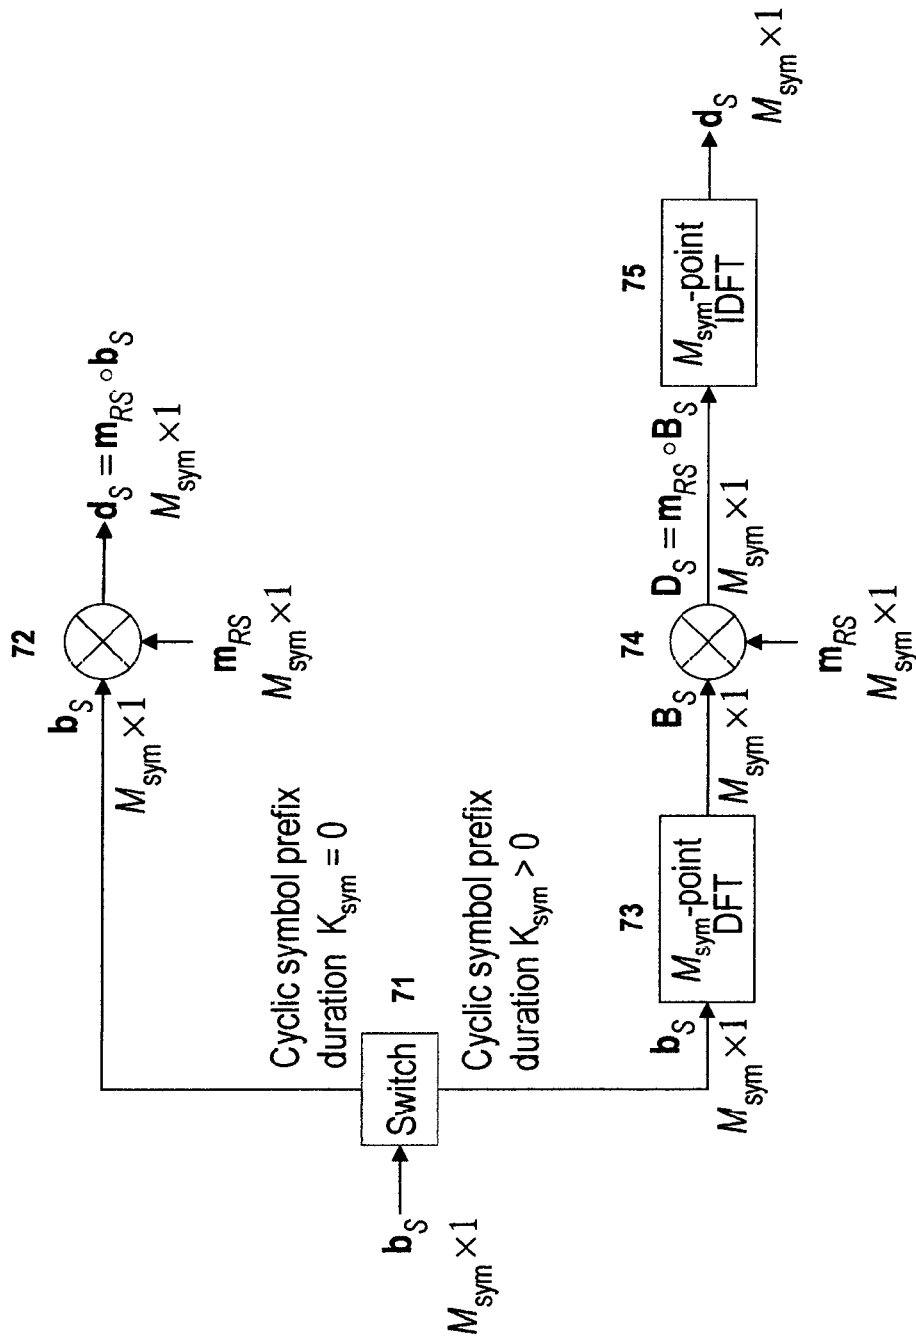 b_S
M_sym×1
Switch
71
Cyclic symbol prefix
duration K_sym = 0
b_S
M_sym×1
72
m_RS
M_sym×1
d_S = m_RS ∘ b_S
M_sym×1
Cyclic symbol prefix
duration K_sym > 0
b_S
M_sym×1
73
M_sym-point
DFT
B_S
M_sym×1
74
m_RS
M_sym×1
D_S = m_RS ∘ B_S
M_sym×1
75
M_sym-point
IDFT
d_S
M_sym×1